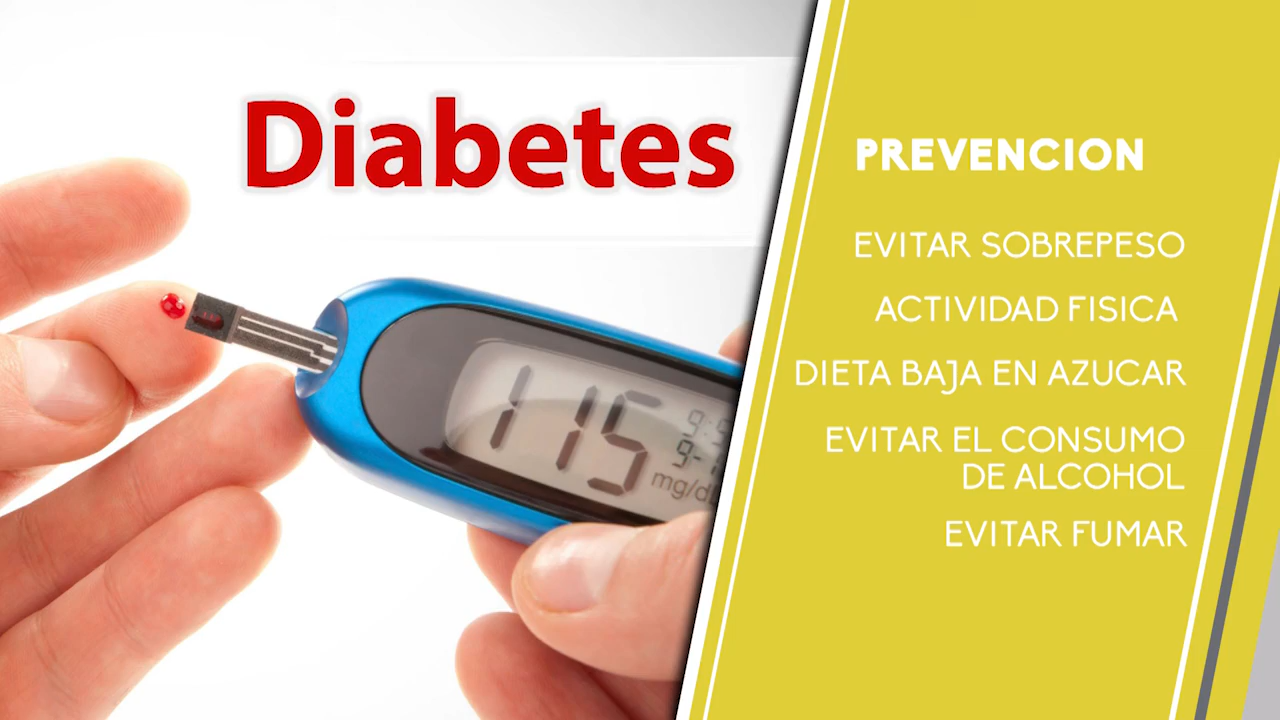 Diabetes
115
mg/dl
PREVENCION
EVITAR SOBREPESO
ACTIVIDAD FISICA
DIETA BAJA EN AZUCAR
EVITAR EL CONSUMO
DE ALCOHOL
EVITAR FUMAR